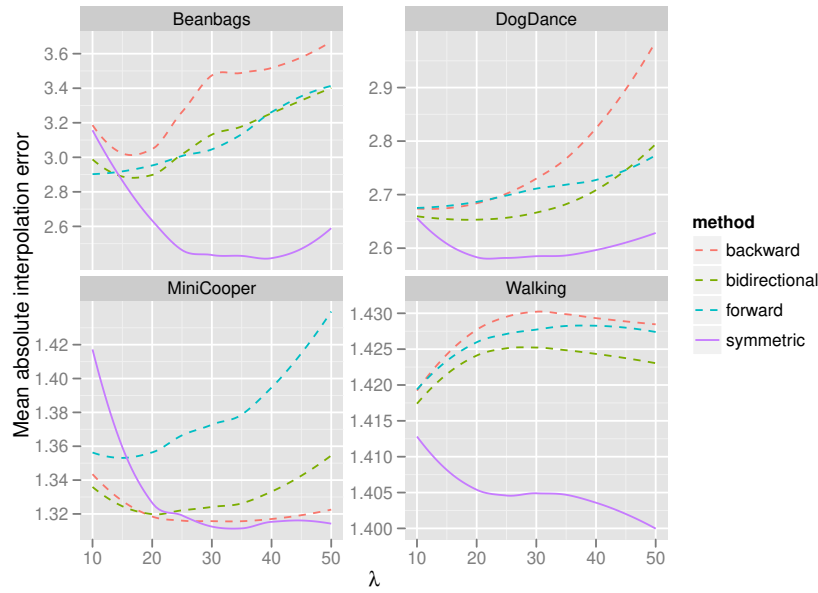 Beanbags
DogDance
3.6
3.4
3.2
3.0
2.8
2.6
2.9
2.8
2.7
2.6
MiniCooper
Walking
1.42
1.40
1.38
1.36
1.34
1.32
1.430
1.425
1.420
1.415
1.410
1.405
1.400
10 20 30 40 50
10 20 30 40 50
λ
Mean absolute interpolation error
method
backward
bidirectional
forward
symmetric